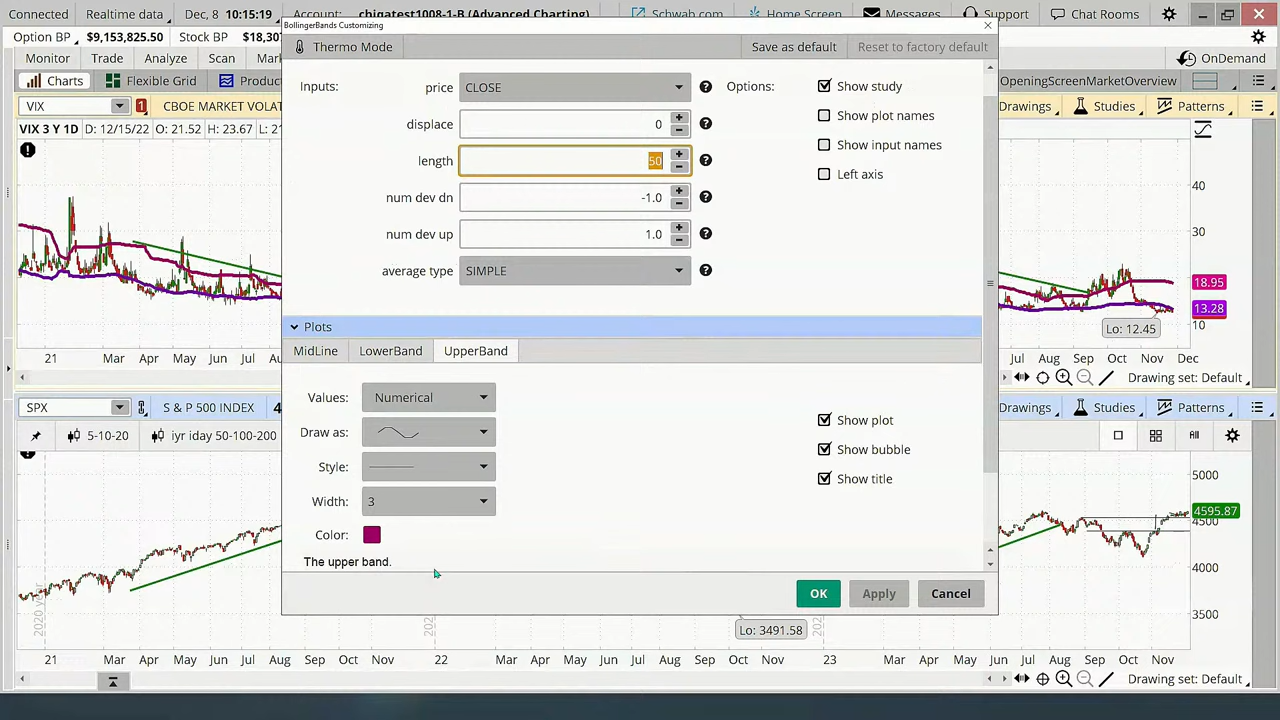 Connected Realtime data Dec, 8 10:15:19 Account: chiqatest1008-1-B (Advanced Charting) Schwab.com Home Screen Messages Support Chat Rooms
Option BP $9,153,825.50 Stock BP
Monitor Trade Analyze Scan OnDemand
Charts Flexible Grid OpeningScreenMarketOverview
VIX 1 CBOE MARKET VOLAT Drawings Studies Patterns
VIX 3 Y 1D D: 12/15/22 O: 21.52 H: 23.67
BollingerBands Customizing
Thermo Mode Save as default Reset to factory default
Inputs: price CLOSE Options: Show study
displace 0 Show plot names
length 50 Show input names
num dev dn -1.0 Left axis
num dev up 1.0
average type SIMPLE
Plots
MidLine LowerBand UpperBand
Values: Numerical
Draw as: Show plot
Style: Show bubble
Width: 3 Show title
Color:
The upper band.
OK Apply Cancel
40
30
18.95
13.28
10
Lo: 12.45
21 Mar Apr May Jun Jul Aug Sep Oct Nov Dec
Drawing set: Default
SPX S & P 500 INDEX Drawings Studies Patterns
5-10-20 iyr iday 50-100-200 All
5000
4595.87
4500
4000
3500
2020 year
Lo: 3491.58
21 Mar Apr May Jun Jul Aug Sep Oct Nov 22 Mar Apr May Jun Jul Aug Sep Oct Nov 23 Mar Apr May Jun Jul Aug Sep Oct Nov
Drawing set: Default